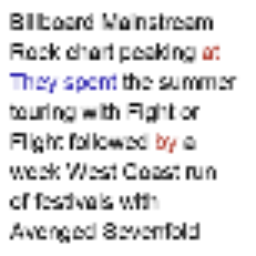 Billboard Mainstream
Rock chart peaking at
They spent the summer
touring with Fight or
Flight followed by a
week West Coast run
of festivals with
Avenged Sevenfold